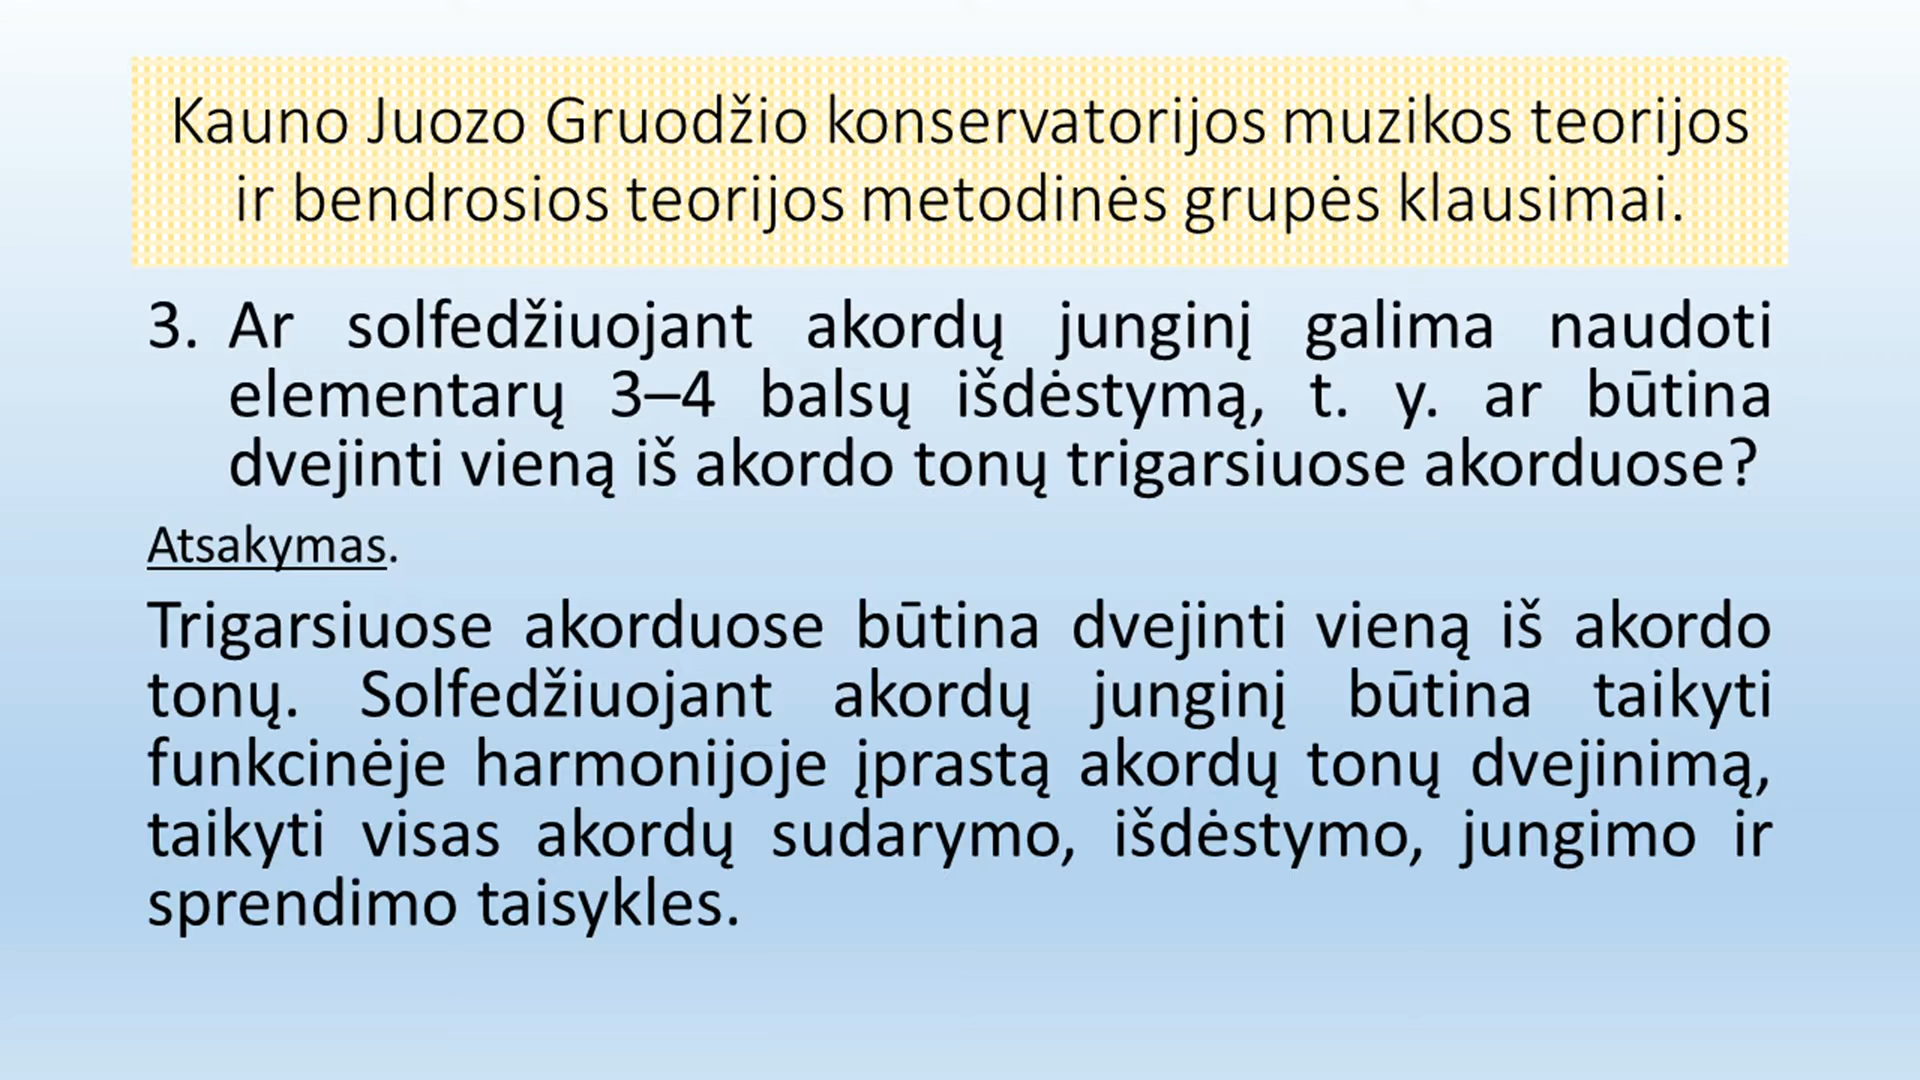 Kauno Juozo Gruodžio konservatorijos muzikos teorijos
ir bendrosios teorijos metodinės grupės klausimai.
3. Ar solfedžiuojant akordų junginį galima naudoti
elementarų 3–4 balsų išdėstymą, t. y. ar būtina
dvejinti vieną iš akordo tonų trigarsiuose akorduose?
Atsakymas.
Trigarsiuose akorduose būtina dvejinti vieną iš akordo
tonų. Solfedžiuojant akordų junginį būtina taikyti
funkcinėje harmonijoje įprastą akordų tonų dvejinimą,
taikyti visas akordų sudarymo, išdėstymo, jungimo ir
sprendimo taisykles.